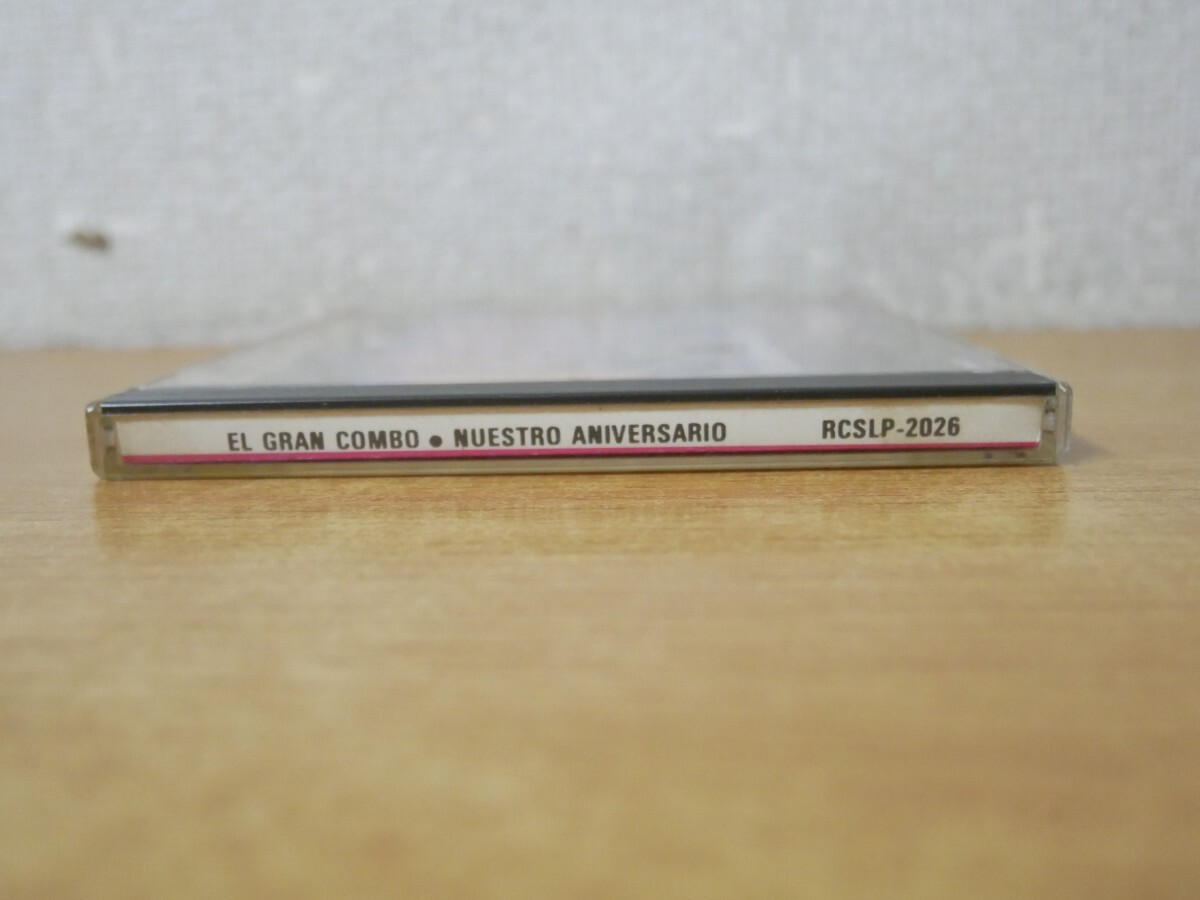 EL GRAN COMBO • NUESTRO ANIVERSARIO RCSLP-2026